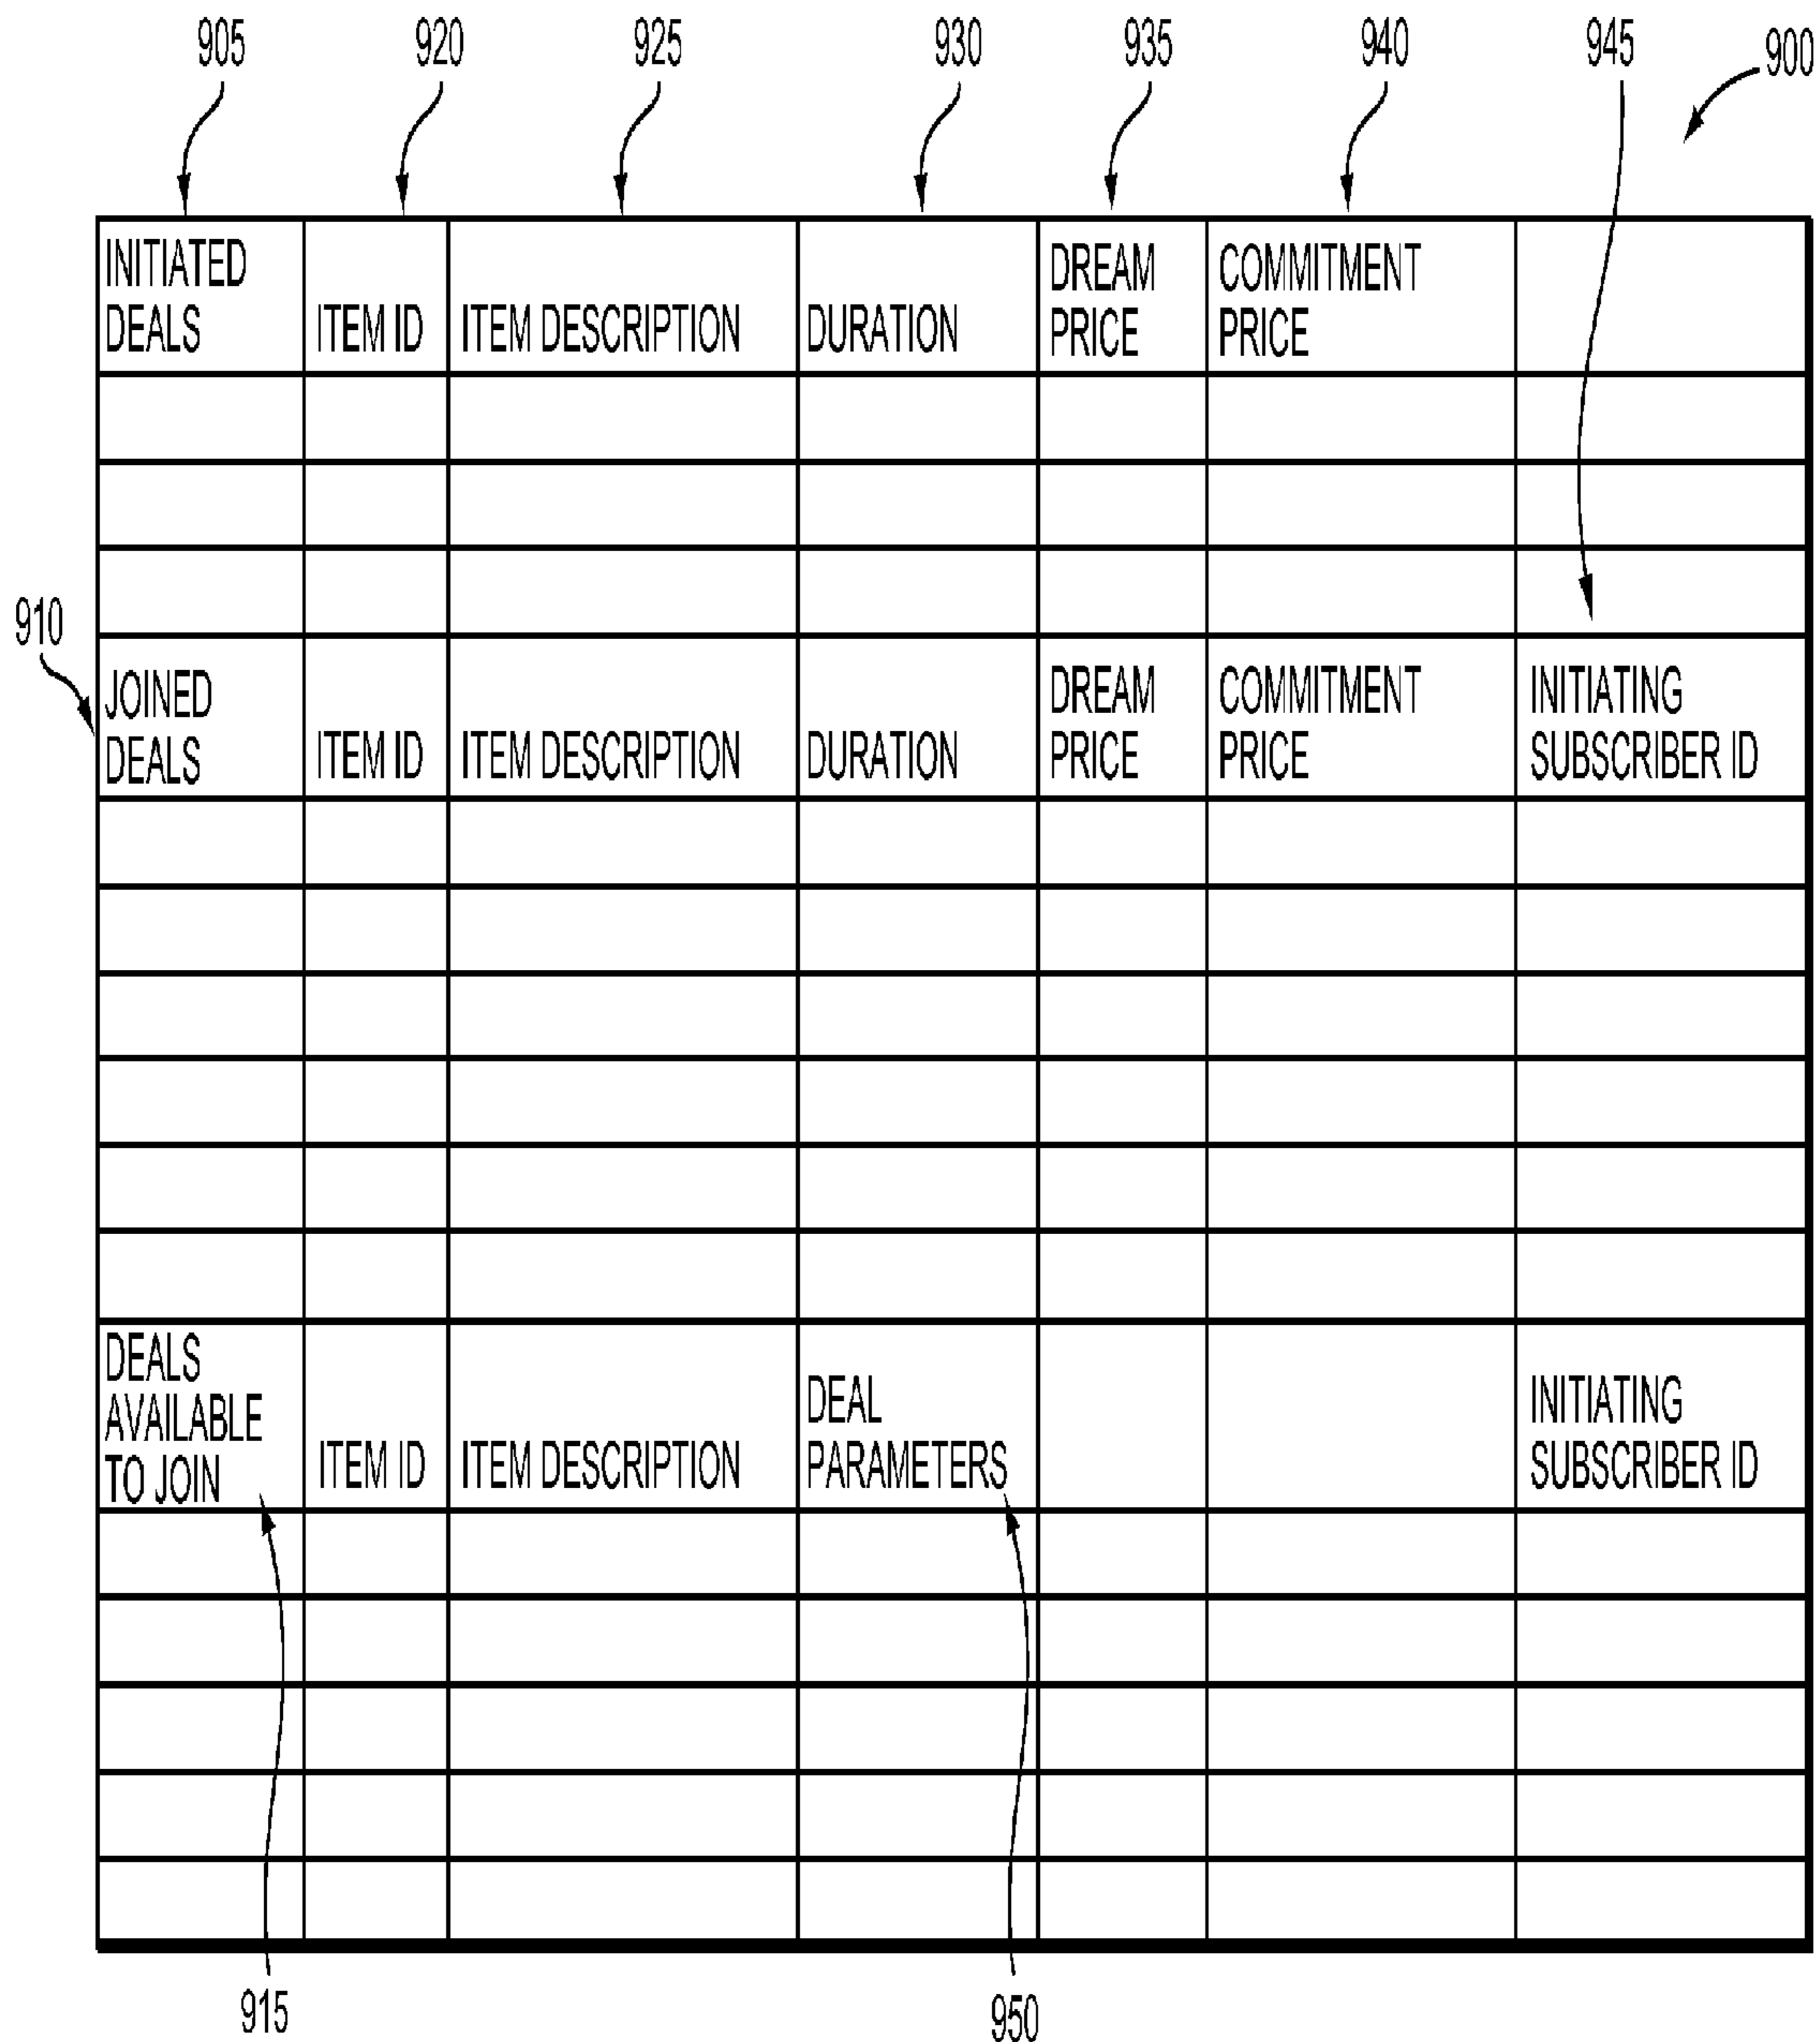 905 920 925 930 935 940 945 900
INITIATED DEALS ITEM ID ITEM DESCRIPTION DURATION DREAM PRICE COMMITMENT PRICE
910
JOINED DEALS ITEM ID ITEM DESCRIPTION DURATION DREAM PRICE COMMITMENT PRICE INITIATING SUBSCRIBER ID
DEALS AVAILABLE TO JOIN ITEM ID ITEM DESCRIPTION DEAL PARAMETERS INITIATING SUBSCRIBER ID
915 950